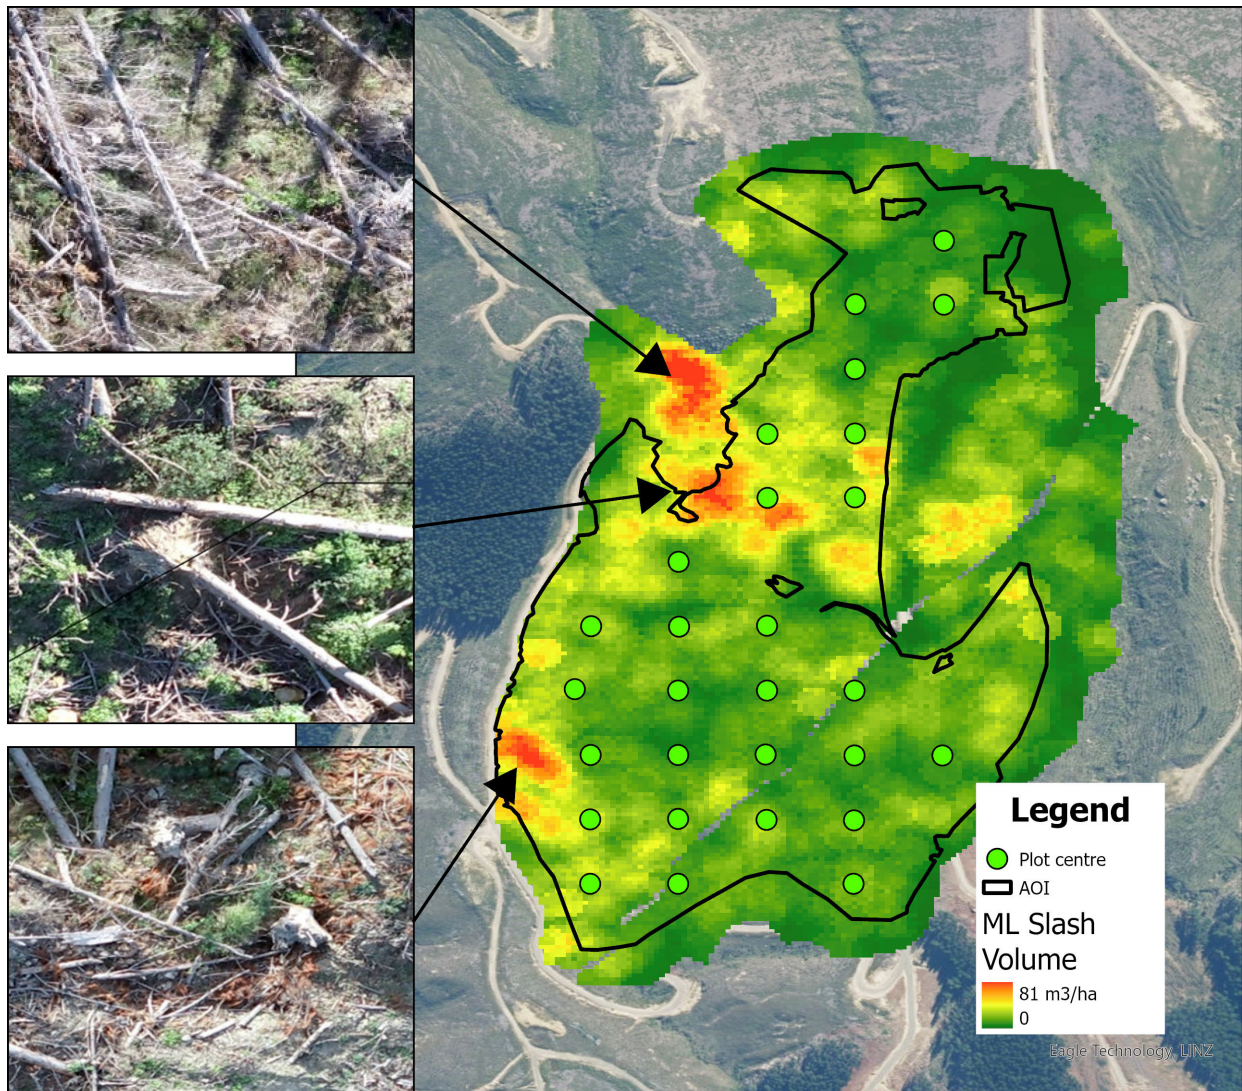 Legend
Plot centre
AOI
ML Slash
Volume
81 m3/ha
0
Eagle Technology, LINZ